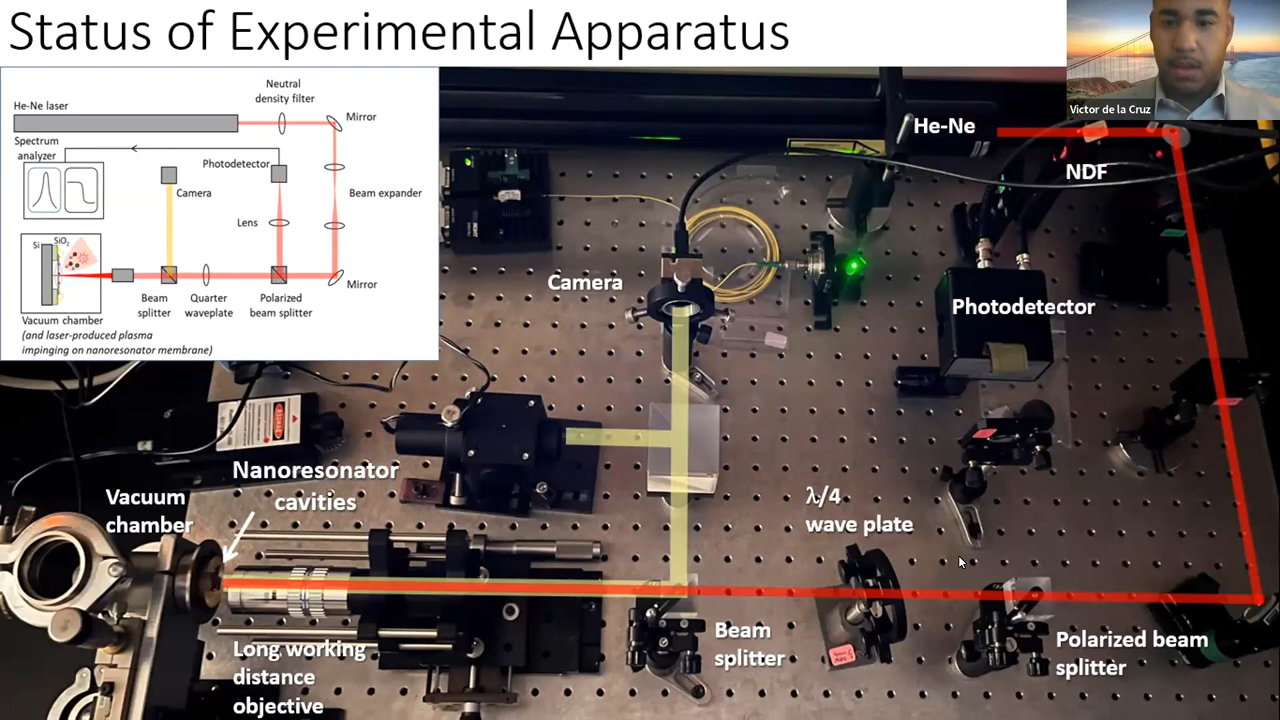 Status of Experimental Apparatus
Victor de la Cruz
Neutral
density filter
He-Ne laser
Mirror
Spectrum
analyzer
Photodetector
Camera
Beam expander
Lens
Si
SiO2
Mirror
Beam
splitter
Quarter
waveplate
Polarized
beam splitter
Vacuum chamber
(and laser-produced plasma
impinging on nanoresonator membrane)
He-Ne
NDF
Camera
Photodetector
Nanoresonator
cavities
Vacuum
chamber
λ/4
wave plate
Beam
splitter
Polarized beam
splitter
Long working
distance
objective